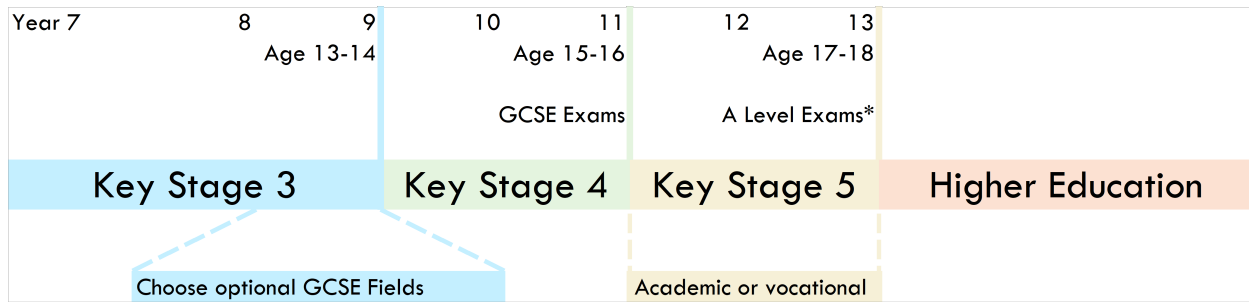 Year 7 8 9 10 11 12 13
Age 13-14 Age 15-16 Age 17-18
GCSE Exams A Level Exams*
Key Stage 3 Key Stage 4 Key Stage 5 Higher Education
Choose optional GCSE Fields Academic or vocational